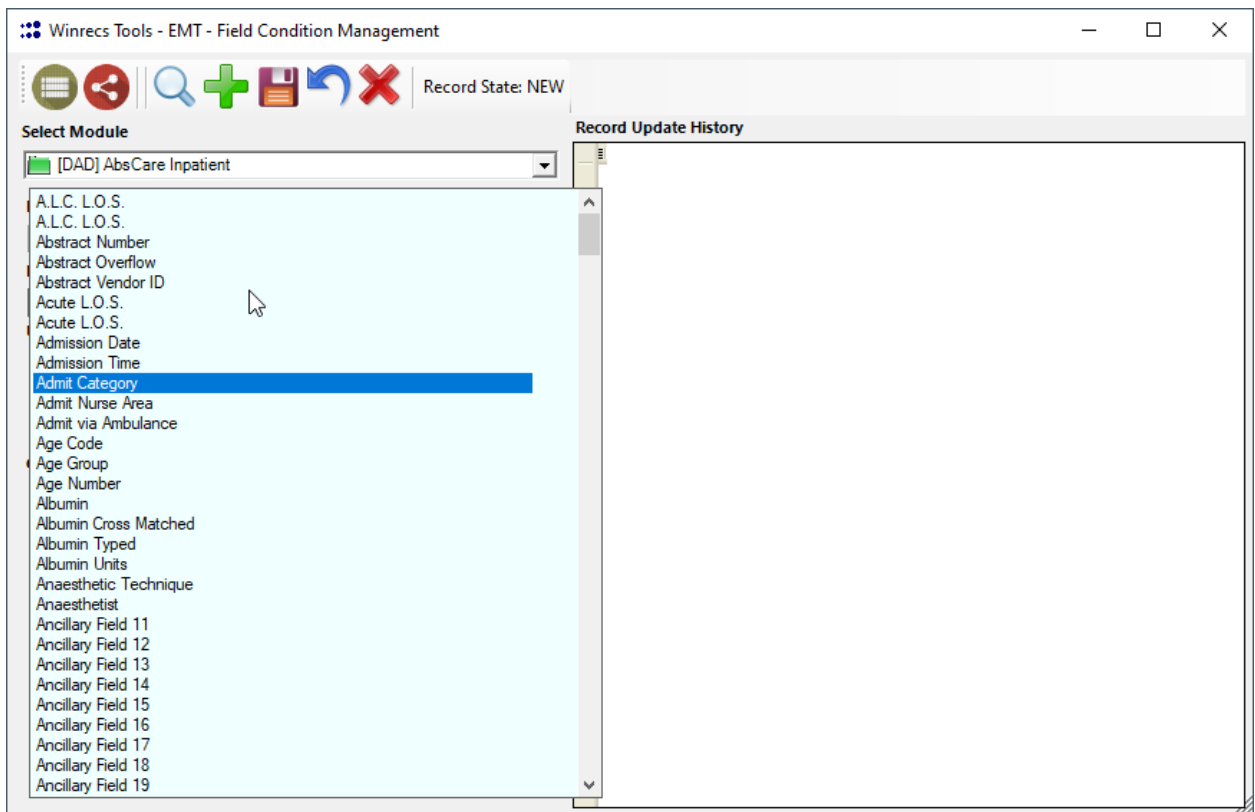 Winrecs Tools - EMT - Field Condition Management
Record State: NEW
Select Module
Record Update History
[DAD] AbsCare Inpatient
A.L.C. L.O.S.
A.L.C. L.O.S.
Abstract Number
Abstract Overflow
Abstract Vendor ID
Acute L.O.S.
Acute L.O.S.
Admission Date
Admission Time
Admit Category
Admit Nurse Area
Admit via Ambulance
Age Code
Age Group
Age Number
Albumin
Albumin Cross Matched
Albumin Typed
Albumin Units
Anaesthetic Technique
Anaesthetist
Ancillary Field 11
Ancillary Field 12
Ancillary Field 13
Ancillary Field 14
Ancillary Field 15
Ancillary Field 16
Ancillary Field 17
Ancillary Field 18
Ancillary Field 19